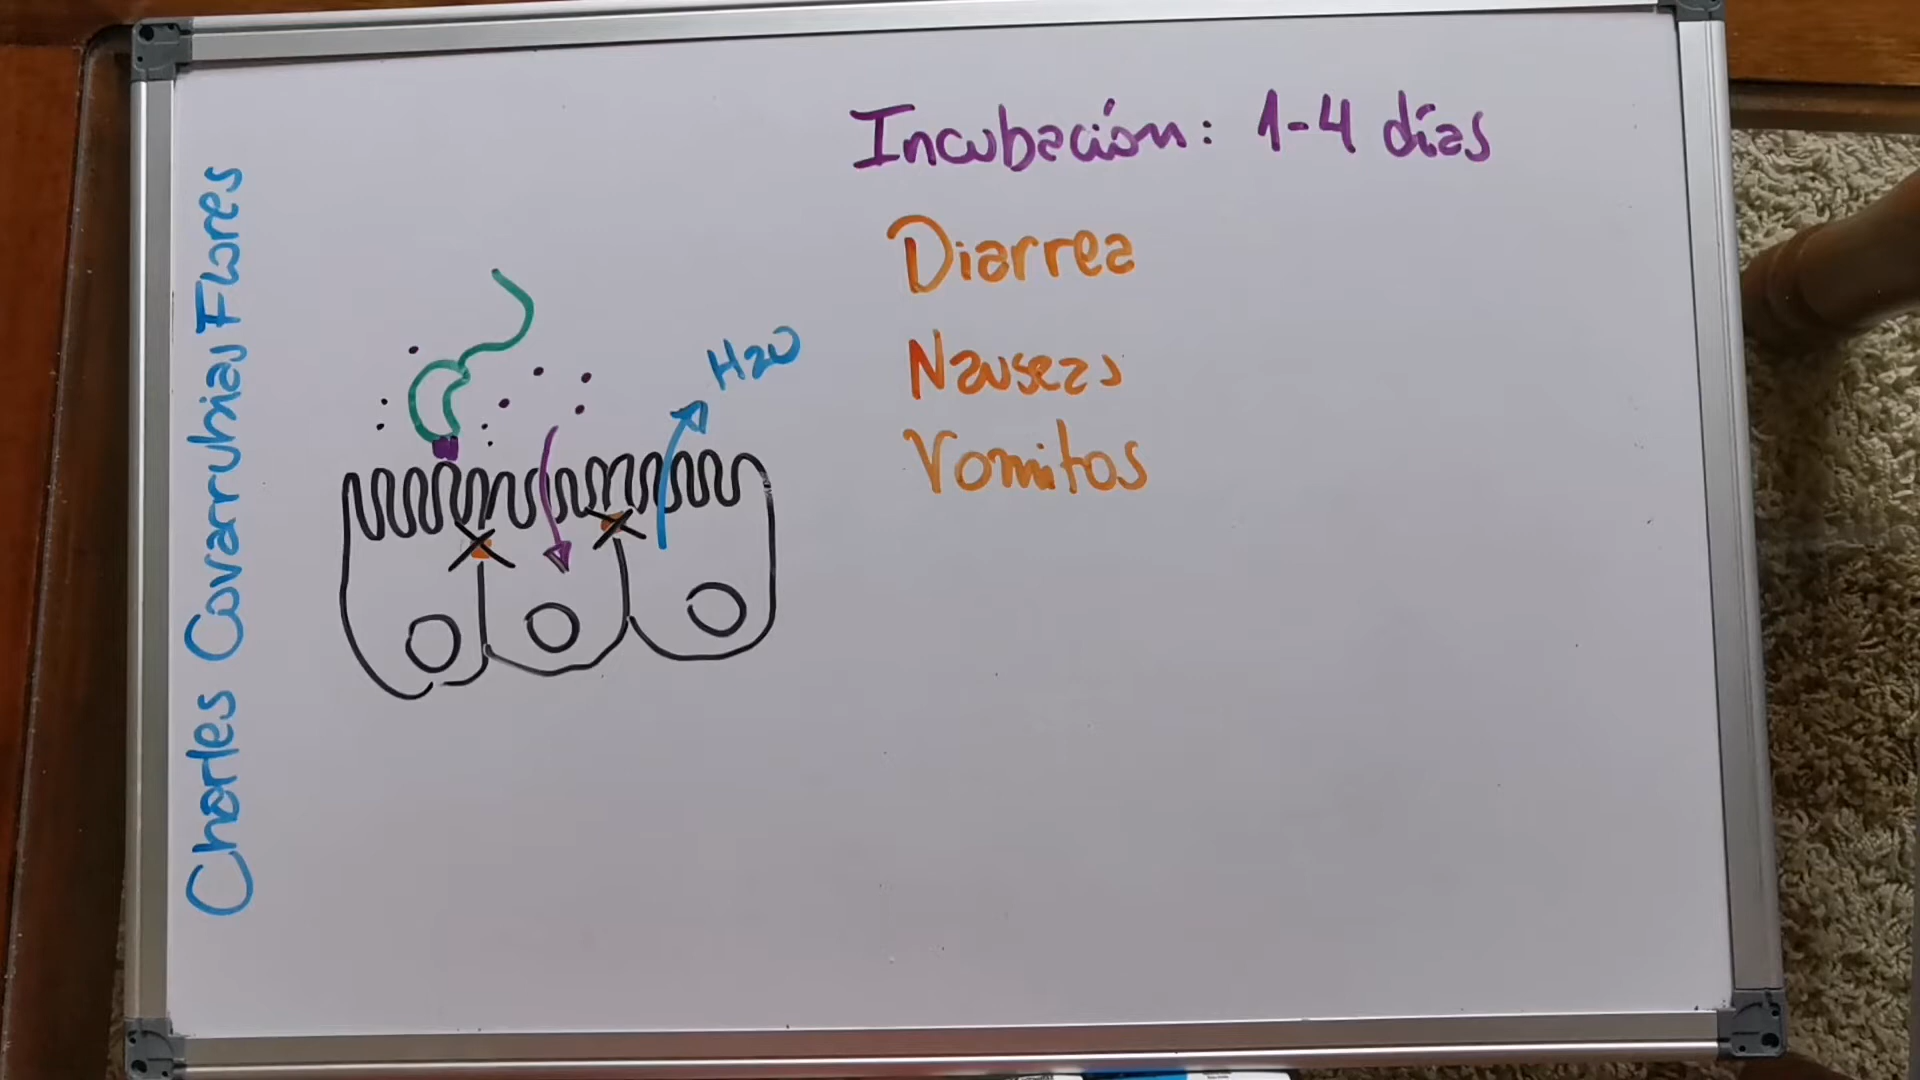 Charles Covarrubias Flores
Incubación: 1-4 días
Diarrea
Nauseas
Vomitos
H2O